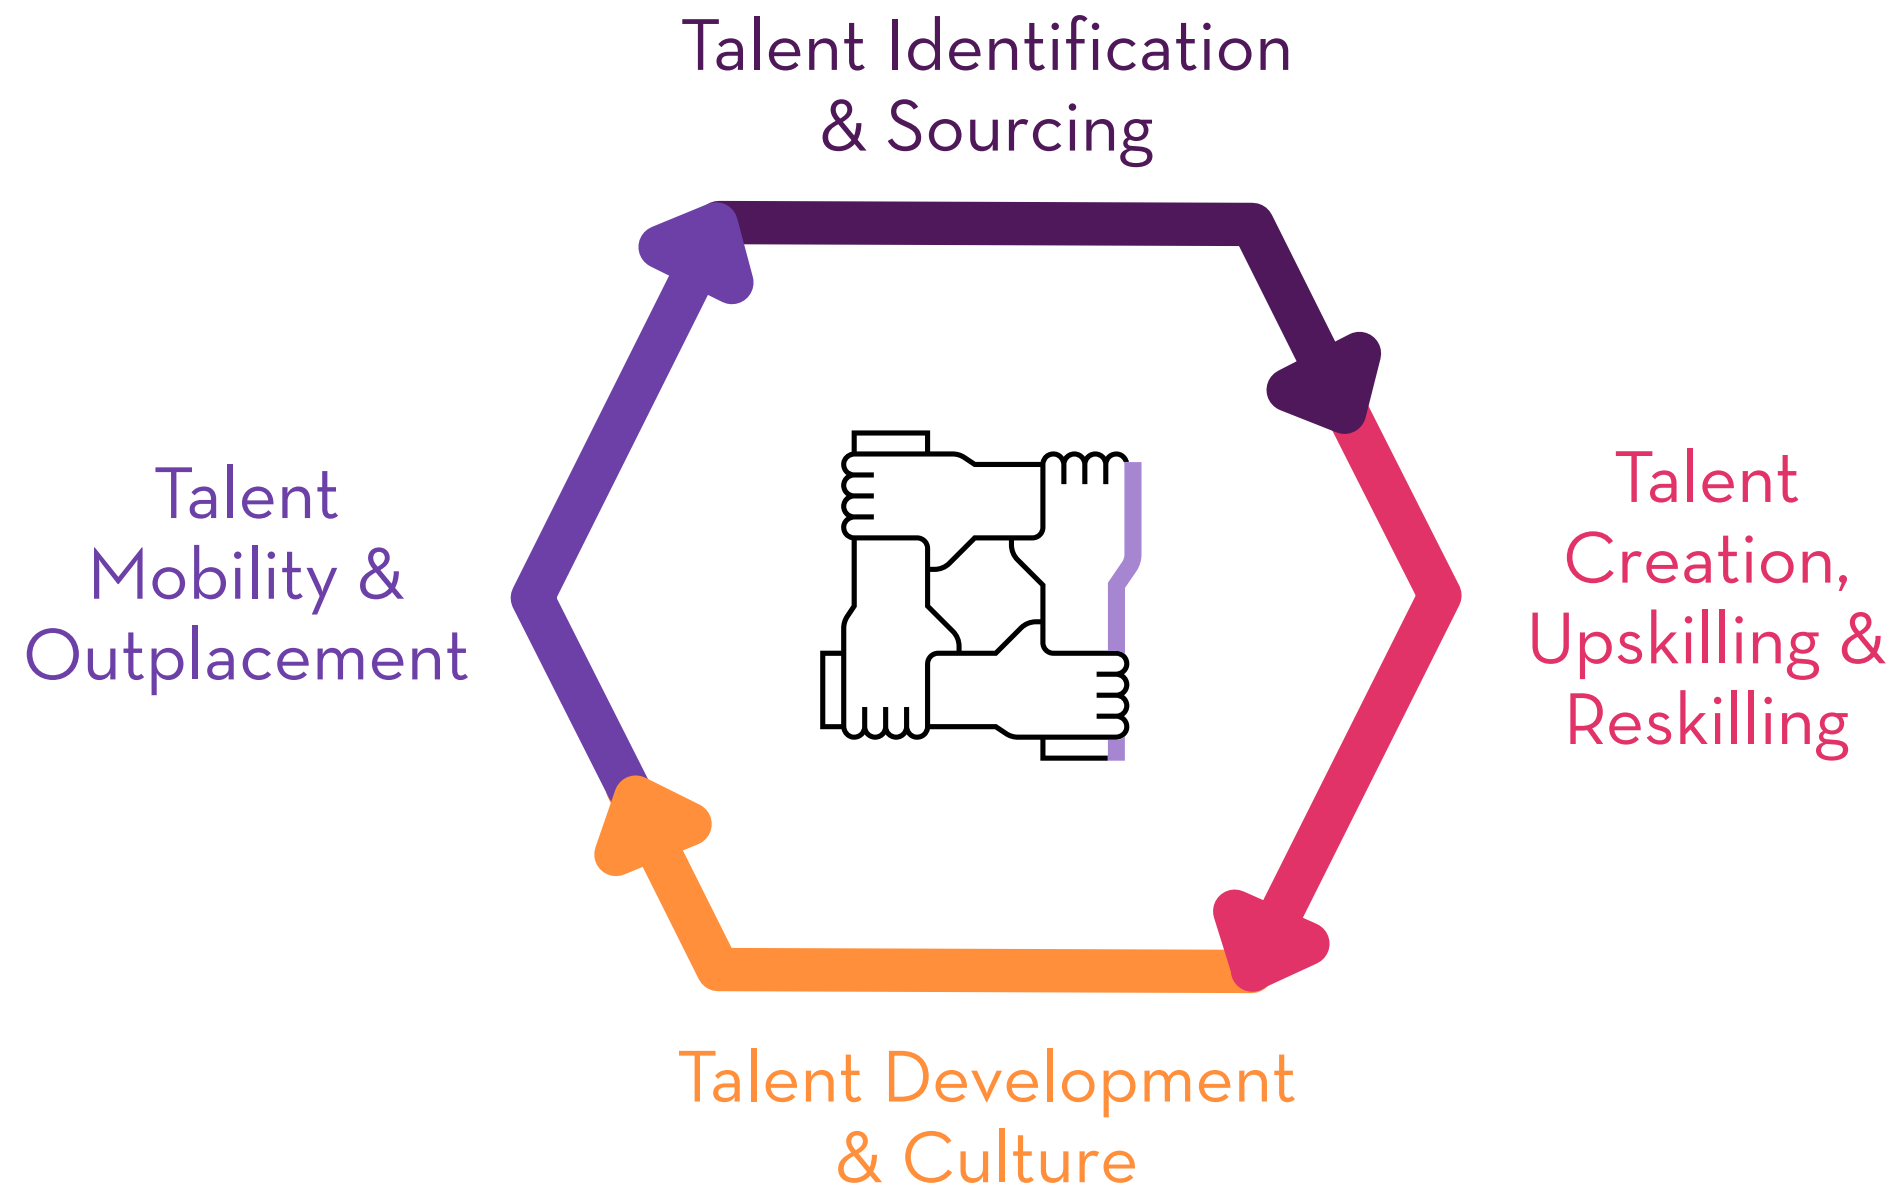 Talent Identification
& Sourcing
Talent
Creation,
Upskilling &
Reskilling
Talent Development
& Culture
Talent
Mobility &
Outplacement